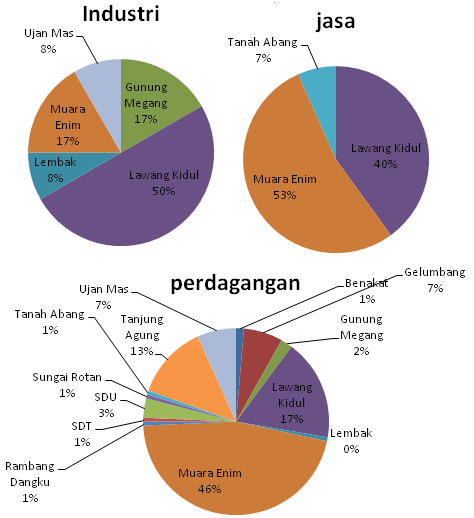 Industri
Ujan Mas
8%
Gunung
Megang
17%
Muara
Enim
17%
Lembak
8%
Lawang Kidul
50%
jasa
Tanah Abang
7%
Lawang Kidul
40%
Muara Enim
53%
perdagangan
Ujan Mas
7%
Benakat
1%
Gelumbang
7%
Tanah Abang
1%
Tanjung
Agung
13%
Gunung
Megang
2%
Sungai Rotan
1%
Lawang
Kidul
17%
SDU
3%
SDT
1%
Lembak
0%
Rambang
Dangku
1%
Muara Enim
46%